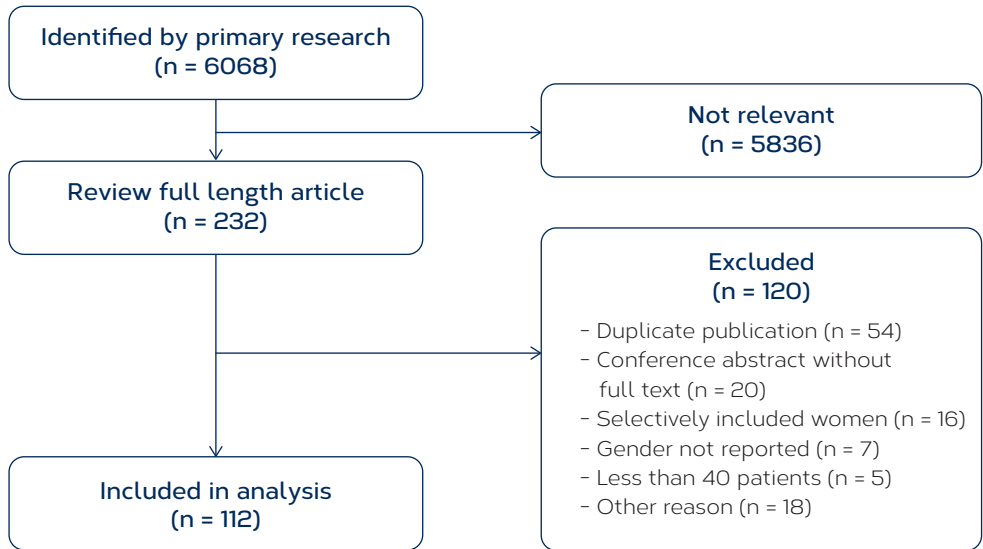 Identified by primary research
(n = 6068)
Not relevant
(n = 5836)
Review full length article
(n = 232)
Excluded
(n = 120)
- Duplicate publication (n = 54)
- Conference abstract without
full text (n = 20)
- Selectively included women (n = 16)
- Gender not reported (n = 7)
- Less than 40 patients (n = 5)
- Other reason (n = 18)
Included in analysis
(n = 112)